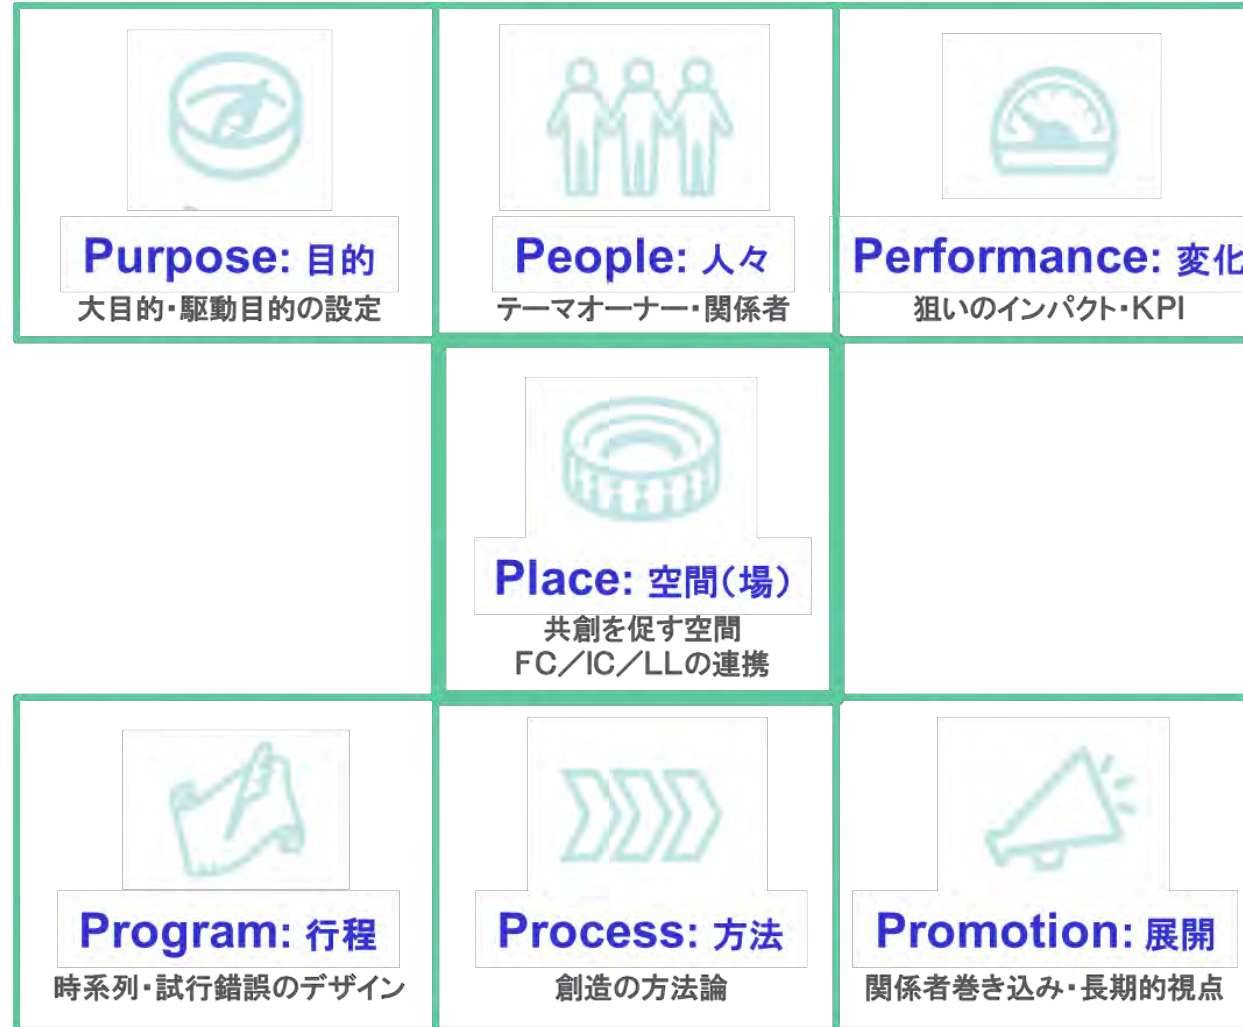 Purpose: 目的
大目的・駆動目的の設定
People: 人々
テーマオーナー・関係者
Performance: 変化
狙いのインパクト・KPI
Place: 空間(場)
共創を促す空間
FC/IC/LLの連携
Program: 行程
時系列・試行錯誤のデザイン
Process: 方法
創造の方法論
Promotion: 展開
関係者巻き込み・長期的視点